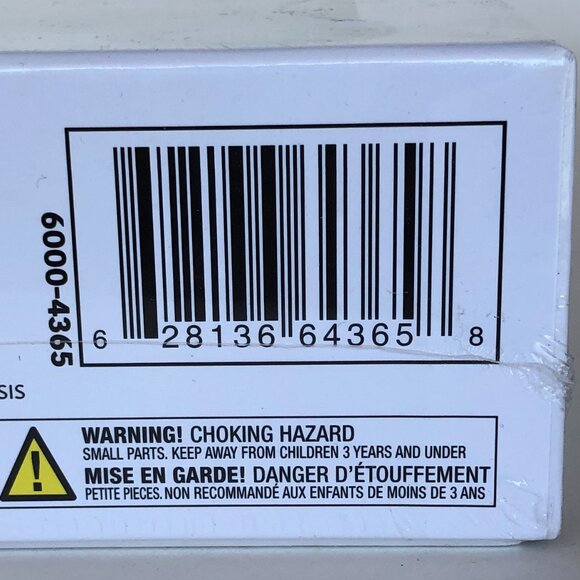 6000-4365
6 28136 64365 8
SIS
WARNING! CHOKING HAZARD
SMALL PARTS. KEEP AWAY FROM CHILDREN 3 YEARS AND UNDER
MISE EN GARDE! DANGER D'ÉTOUFFEMENT
PETITE PIECES. NON RECOMMANDÉ AUX ENFANTS DE MOINS DE 3 ANS